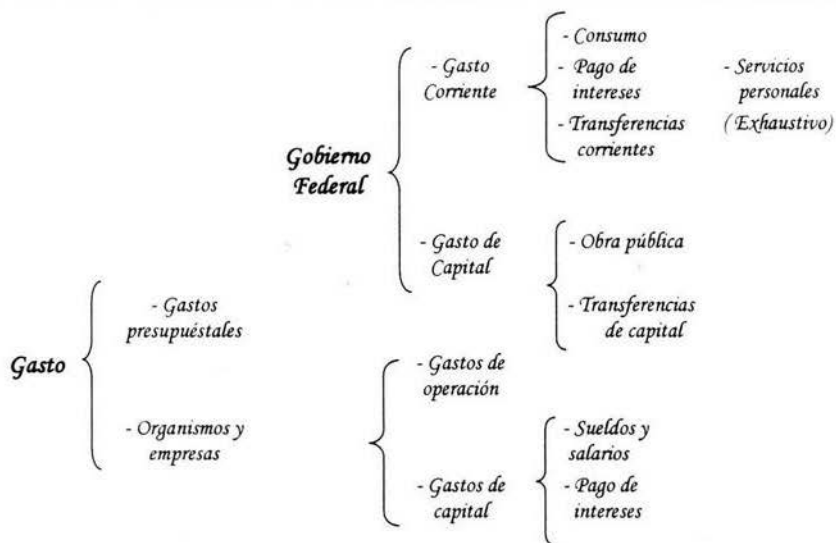 - Consumo
- Gasto
Corriente
- Pago de
intereses
- Servicios
personales
- Transferencias
corrientes
( Exhaustivo)
Gobierno
Federal
- Gasto de
Capital
- Obra pública
- Transferencias
de capital
- Gastos
presupuéstales
Gasto
- Organismos y
empresas
- Gastos de
operación
- Gastos de
capital
- Sueldos y
salarios
- Pago de
intereses